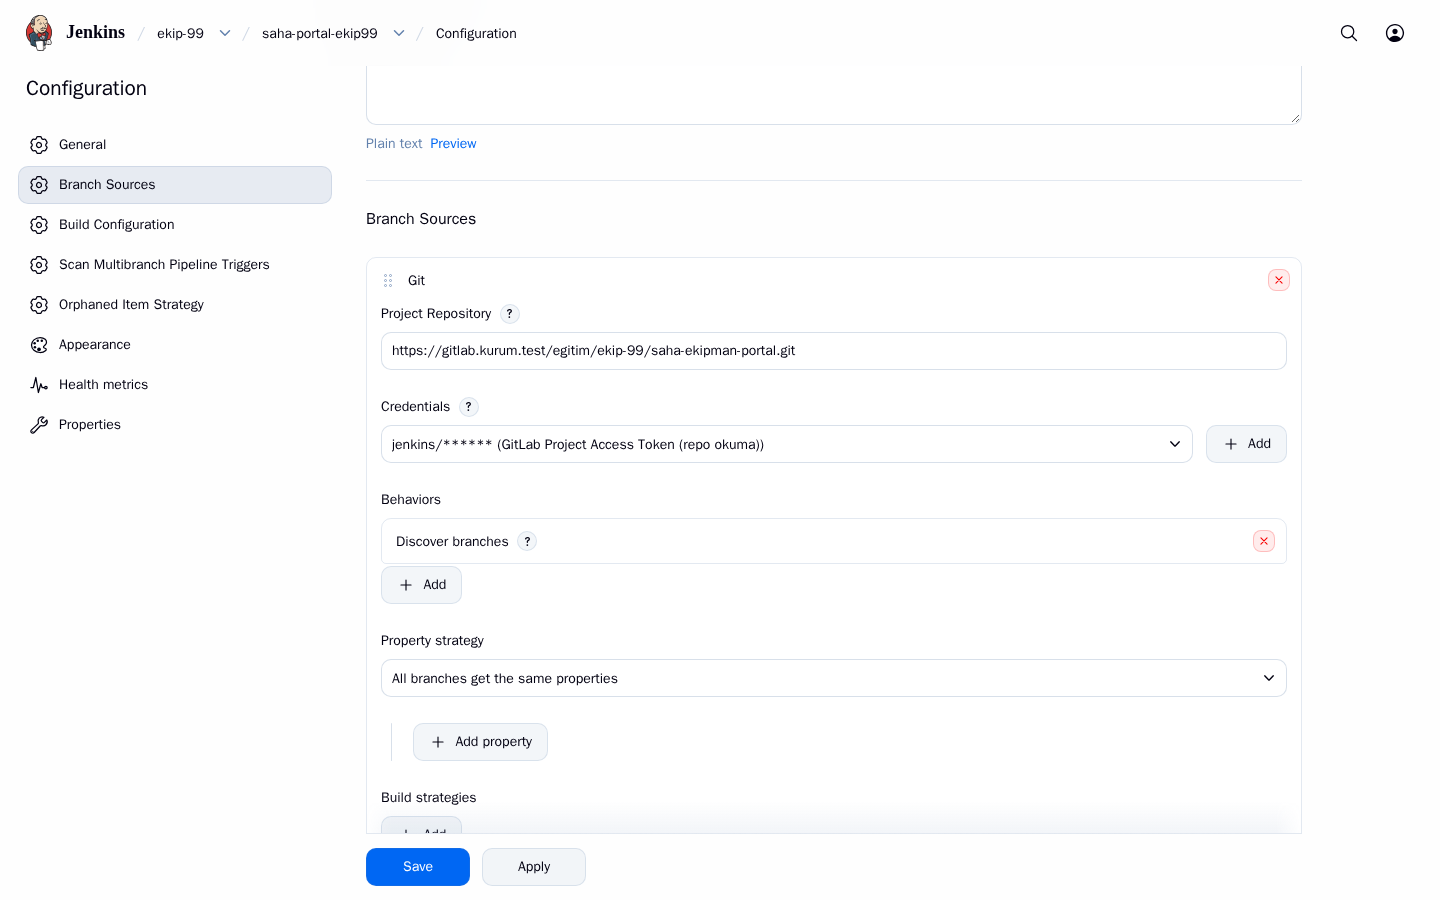 Jenkins / ekip-99 / saha-portal-ekip99 / Configuration
Configuration
General
Branch Sources
Build Configuration
Scan Multibranch Pipeline Triggers
Orphaned Item Strategy
Appearance
Health metrics
Properties
Plain text Preview
Branch Sources
Git
Project Repository ?
https://gitlab.kurum.test/egitim/ekip-99/saha-ekipman-portal.git
Credentials ?
jenkins/****** (GitLab Project Access Token (repo okuma))
Add
Behaviors
Discover branches ?
Add
Property strategy
All branches get the same properties
Add property
Build strategies
Add
Save
Apply